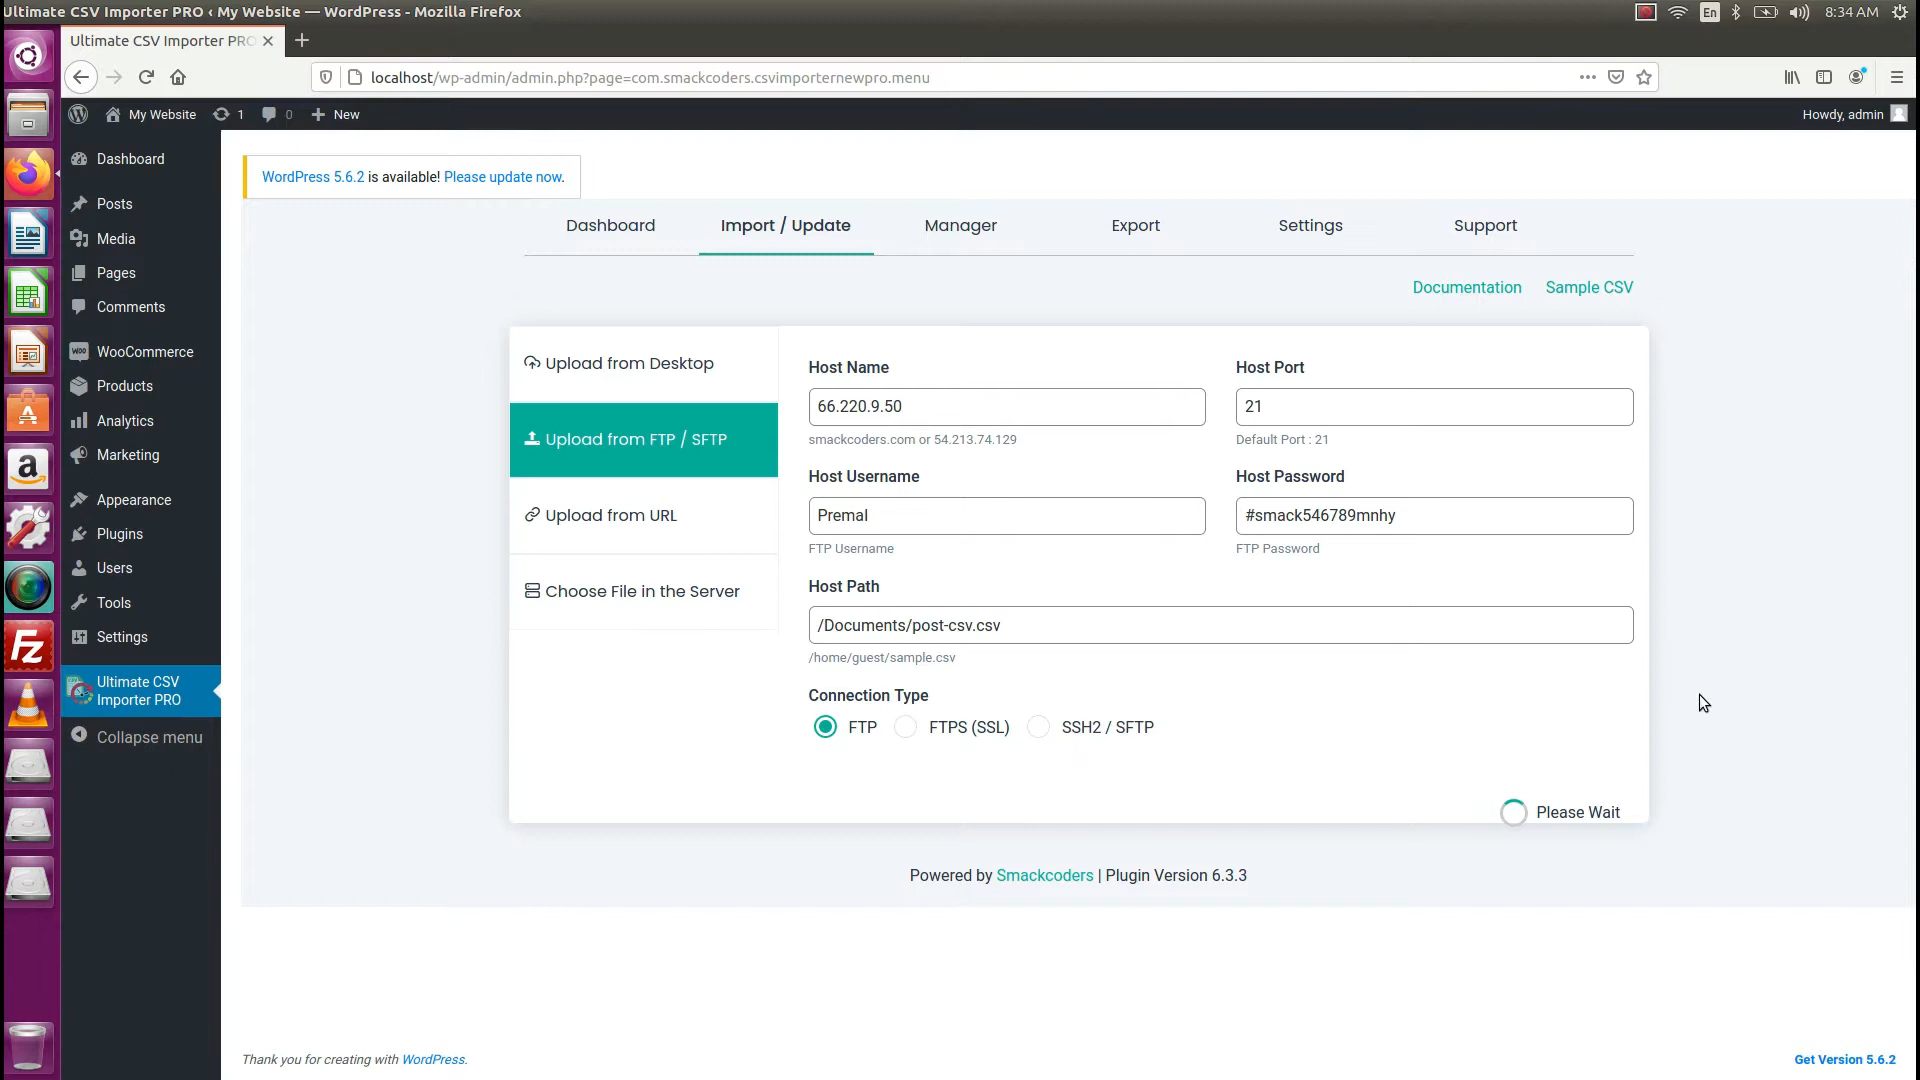 Ultimate CSV Importer PRO ‹ My Website — WordPress - Mozilla Firefox
En
8:34 AM
Ultimate CSV Importer PRO
localhost/wp-admin/admin.php?page=com.smackcoders.csvimporternewpro.menu
My Website
1
0
New
Howdy, admin
Dashboard
Posts
Media
Pages
Comments
WooCommerce
Products
Analytics
Marketing
Appearance
Plugins
Users
Tools
Settings
Ultimate CSV
Importer PRO
Collapse menu
WordPress 5.6.2 is available! Please update now.
Dashboard
Import / Update
Manager
Export
Settings
Support
Documentation
Sample CSV
Upload from Desktop
Upload from FTP / SFTP
Upload from URL
Choose File in the Server
Host Name
Host Port
66.220.9.50
21
smackcoders.com or 54.213.74.129
Default Port : 21
Host Username
Host Password
Premal
#smack546789mnhy
FTP Username
FTP Password
Host Path
/Documents/post-csv.csv
/home/guest/sample.csv
Connection Type
FTP
FTPS (SSL)
SSH2 / SFTP
Please Wait
Powered by Smackcoders | Plugin Version 6.3.3
Thank you for creating with WordPress.
Get Version 5.6.2